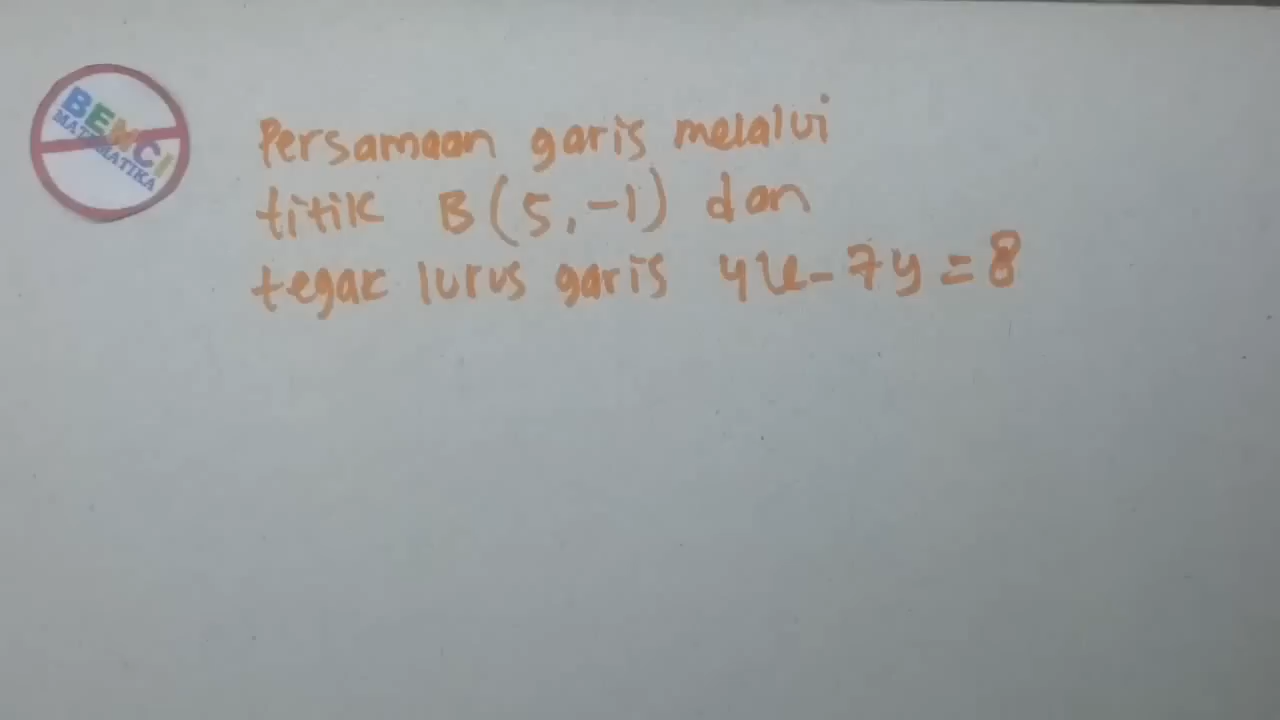 BENCI
MATEMATIKA
Persamaan garis melalui
titik B(5,-1) dan
tegak lurus garis 4x-7y=8